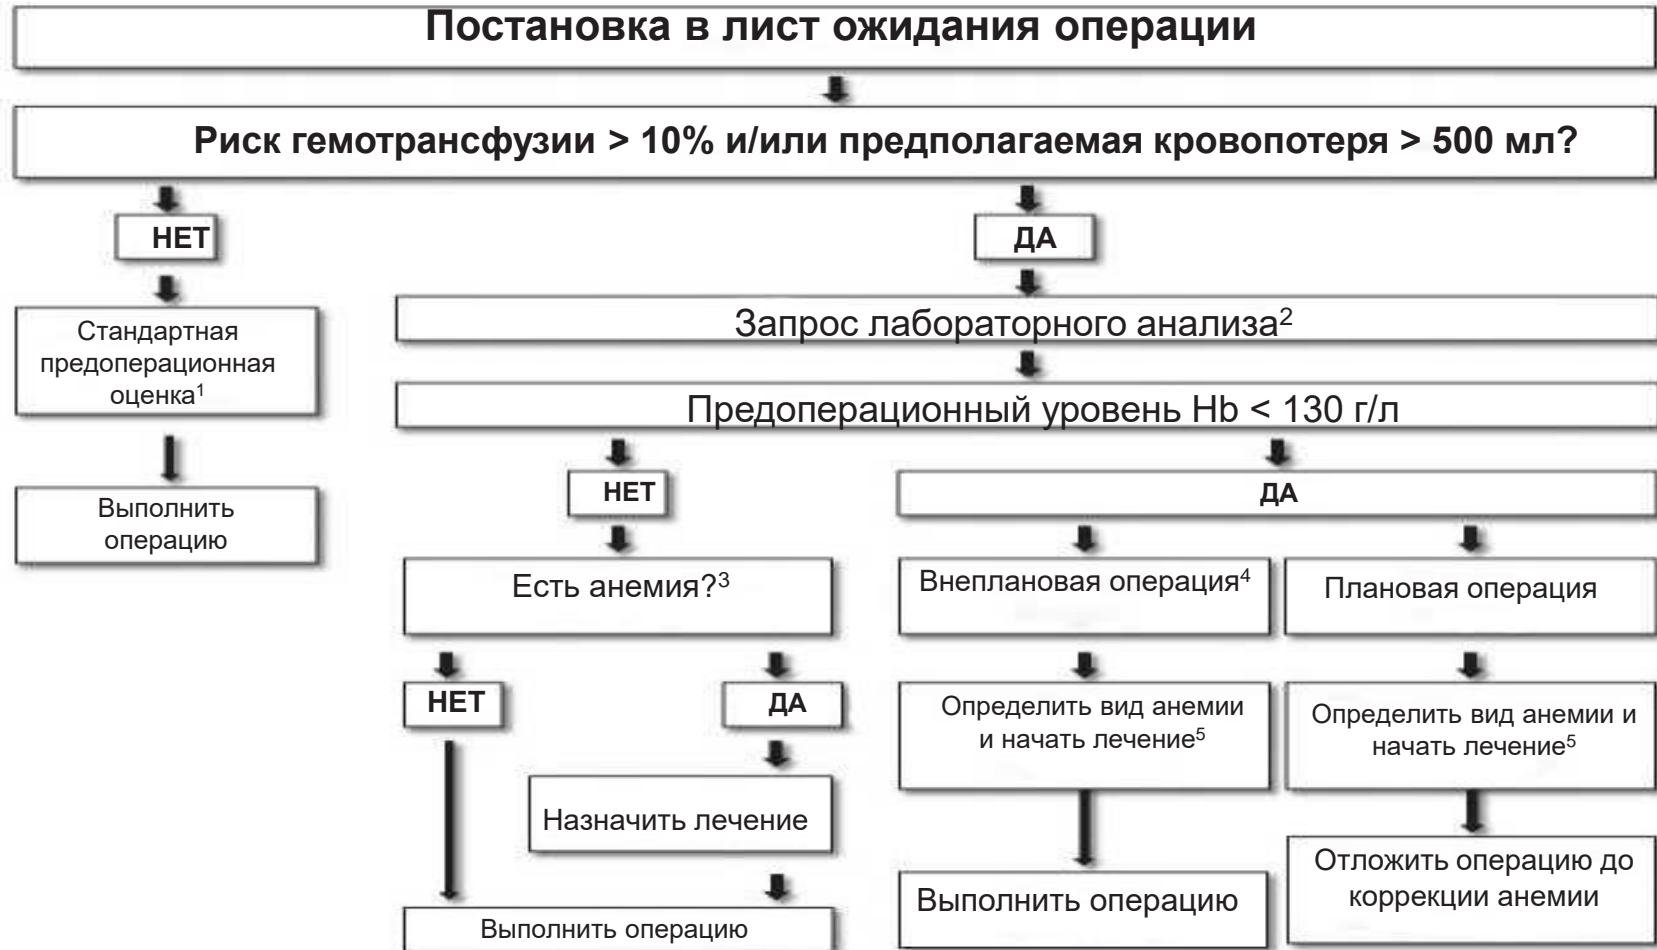 Постановка в лист ожидания операции
Риск гемотрансфузии > 10% и/или предполагаемая кровопотеря > 500 мл?
НЕТ
ДА
Стандартная
предоперационная
оценка1
Запрос лабораторного анализа2
Предоперационный уровень Hb < 130 г/л
Выполнить
операцию
НЕТ
ДА
Есть анемия?3
Внеплановая операция4
Плановая операция
НЕТ
ДА
Определить вид анемии
и начать лечение5
Определить вид анемии и
начать лечение5
Назначить лечение
Выполнить операцию
Выполнить операцию
Отложить операцию до
коррекции анемии